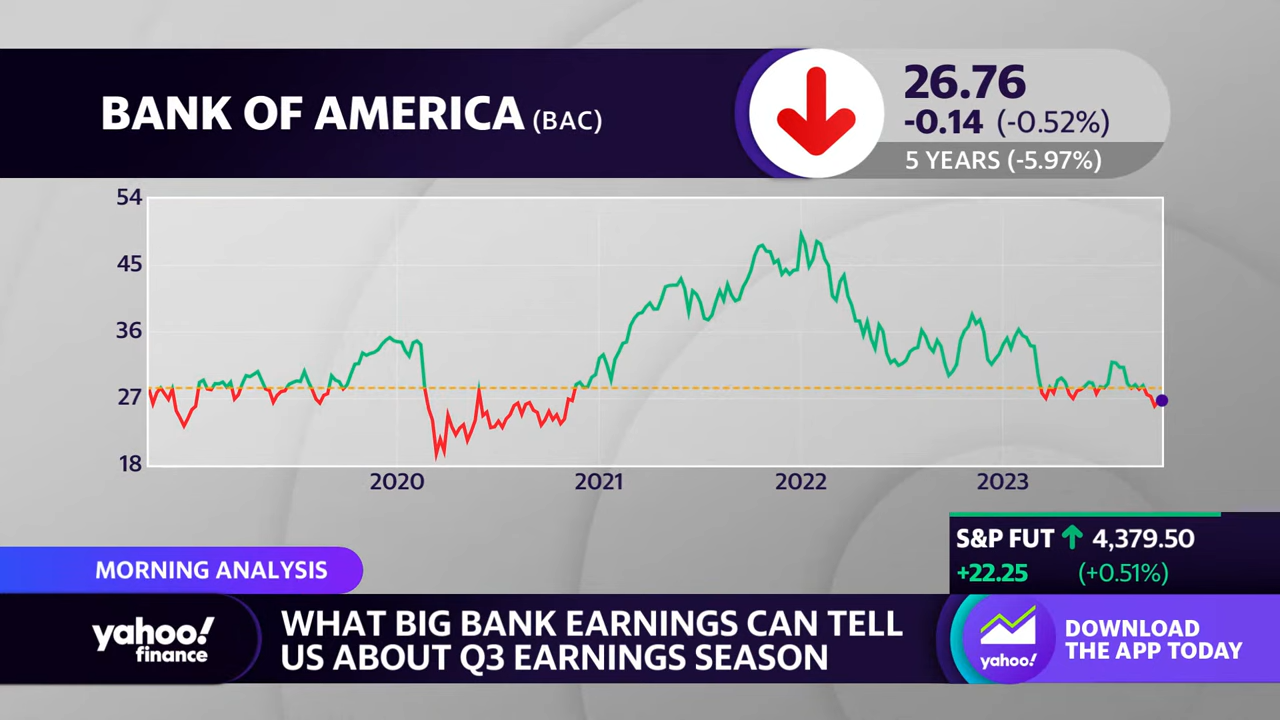 BANK OF AMERICA (BAC)
26.76
-0.14 (-0.52%)
5 YEARS (-5.97%)
54
45
36
27
18
2020 2021 2022 2023
S&P FUT 4,379.50
+22.25 (+0.51%)
MORNING ANALYSIS
yahoo!
finance
WHAT BIG BANK EARNINGS CAN TELL
US ABOUT Q3 EARNINGS SEASON
yahoo!
DOWNLOAD
THE APP TODAY